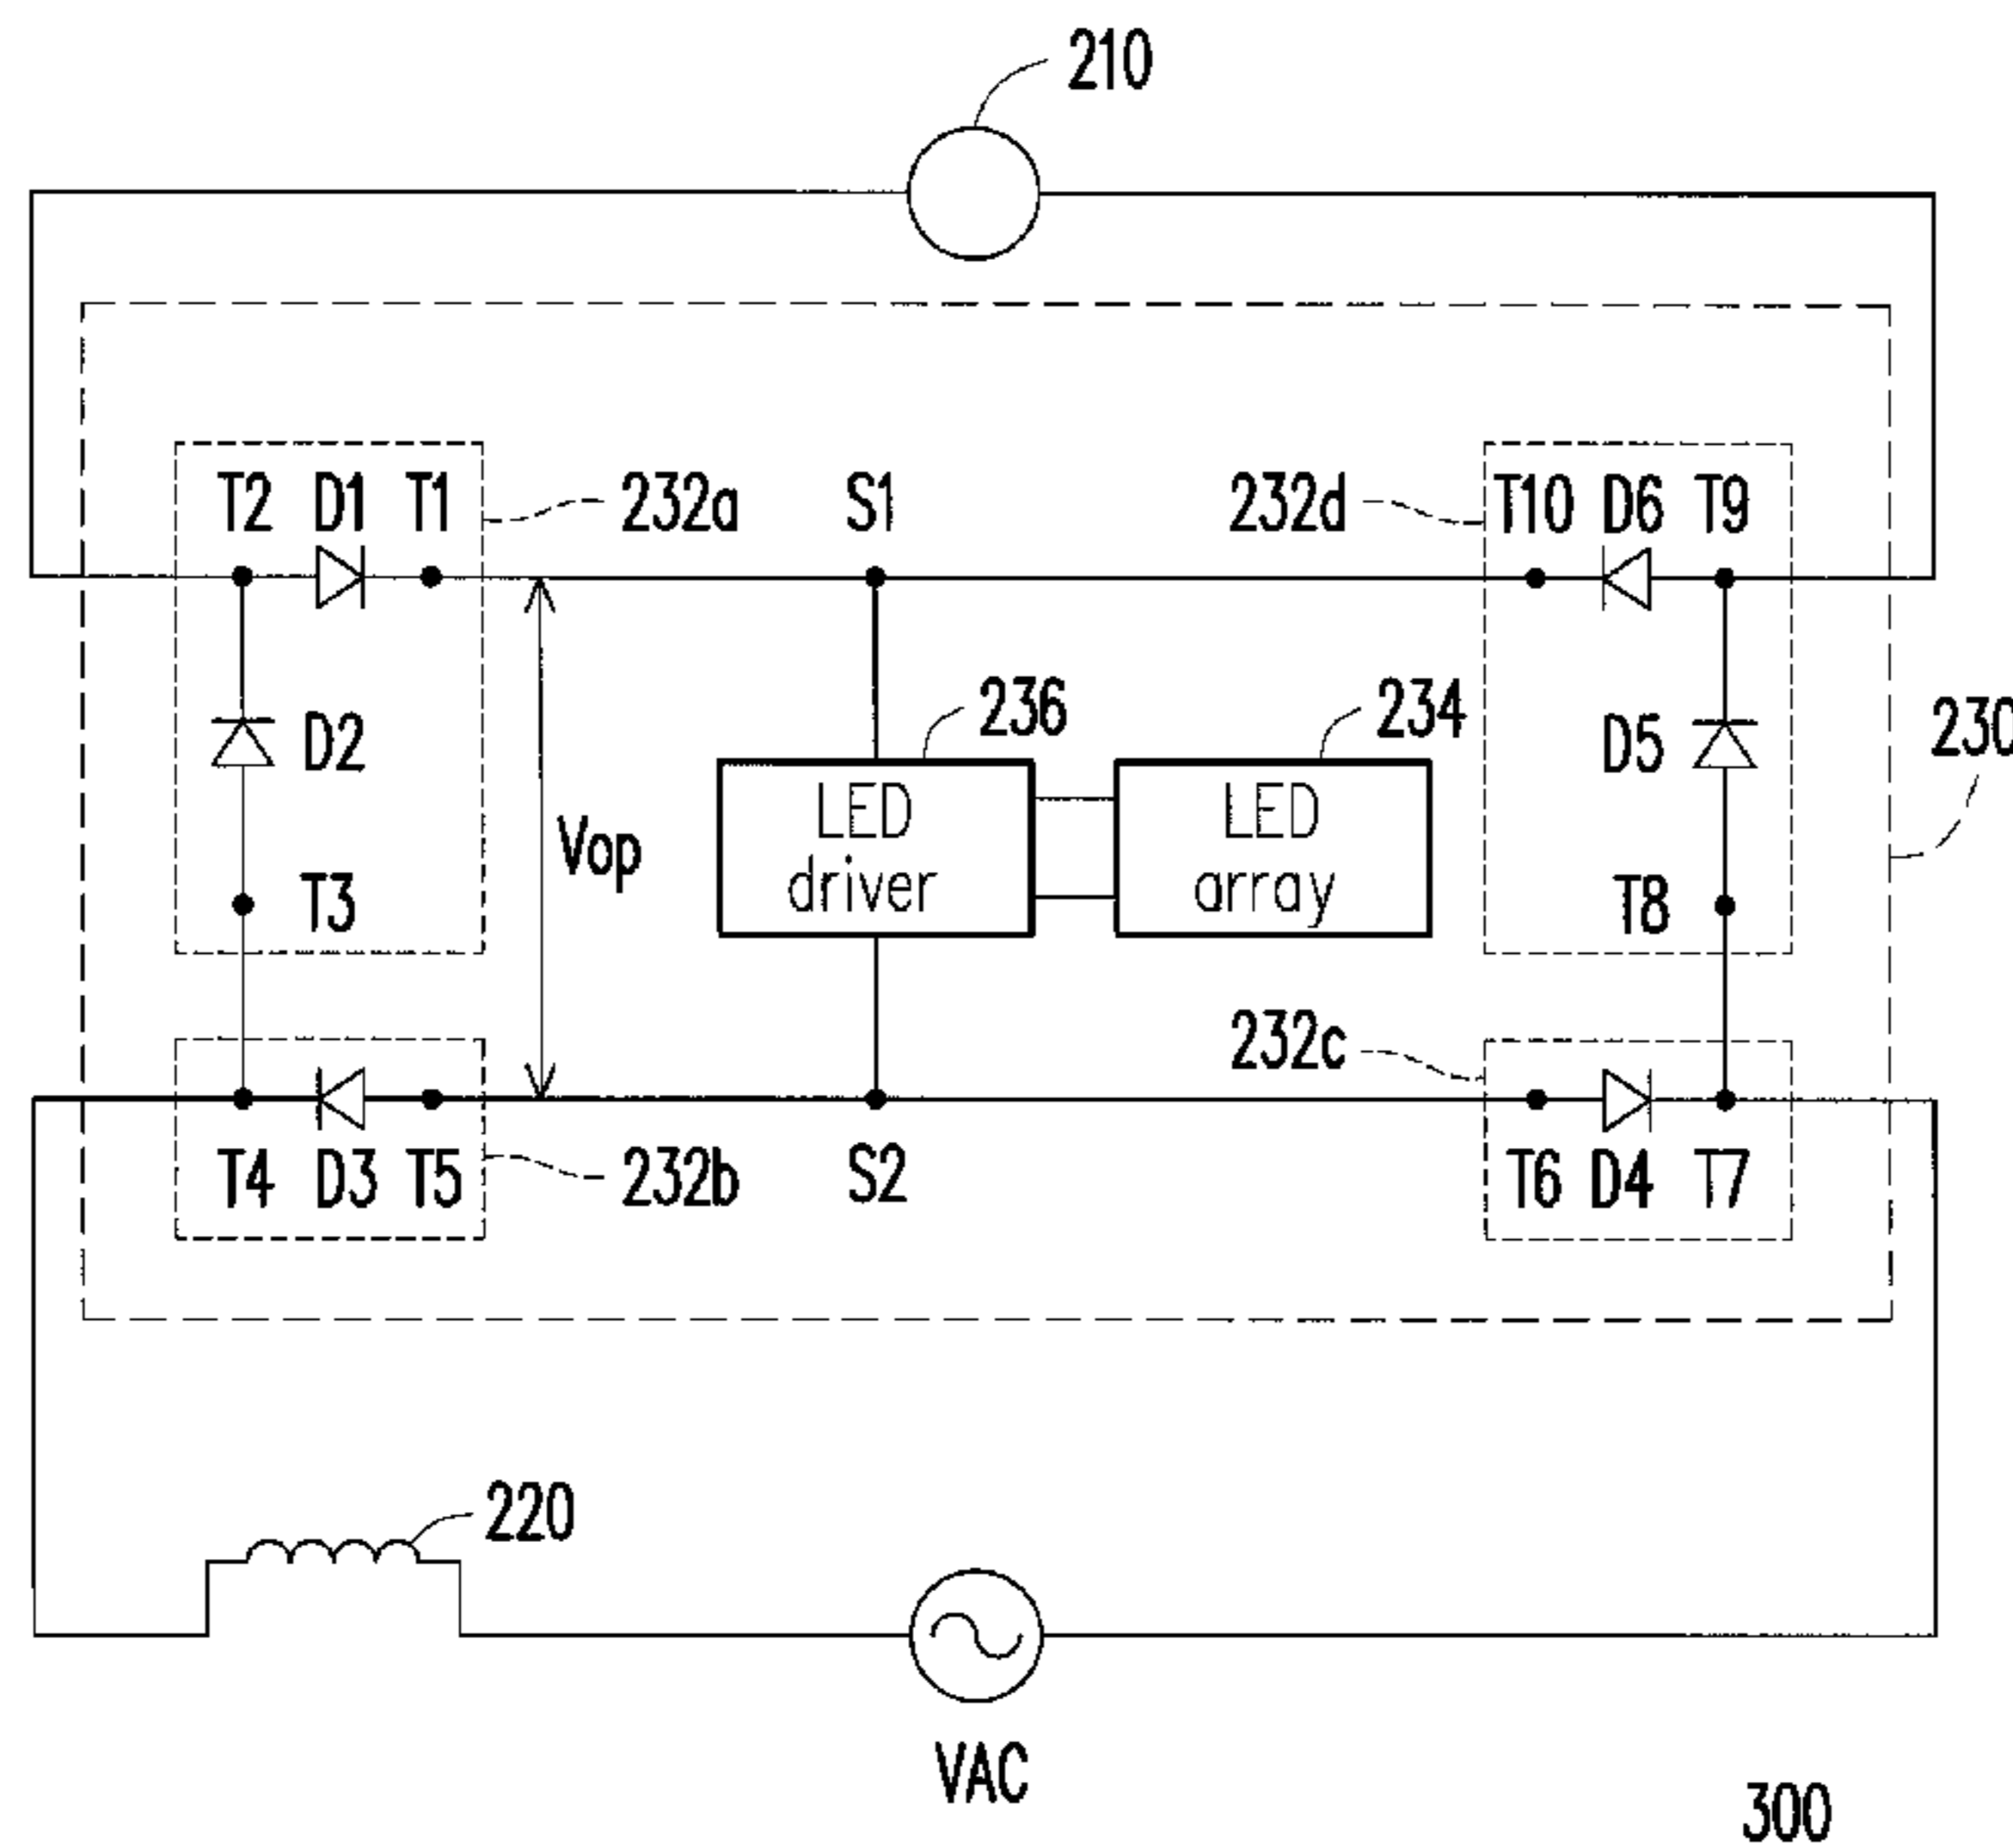 210
T2 D1 T1 232a S1 232d T10 D6 T9
236 234 230
D2 D5
LED driver
LED array
Vop
T3 T8
232c
T4 D3 T5 232b S2 T6 D4 T7
220
VAC
300